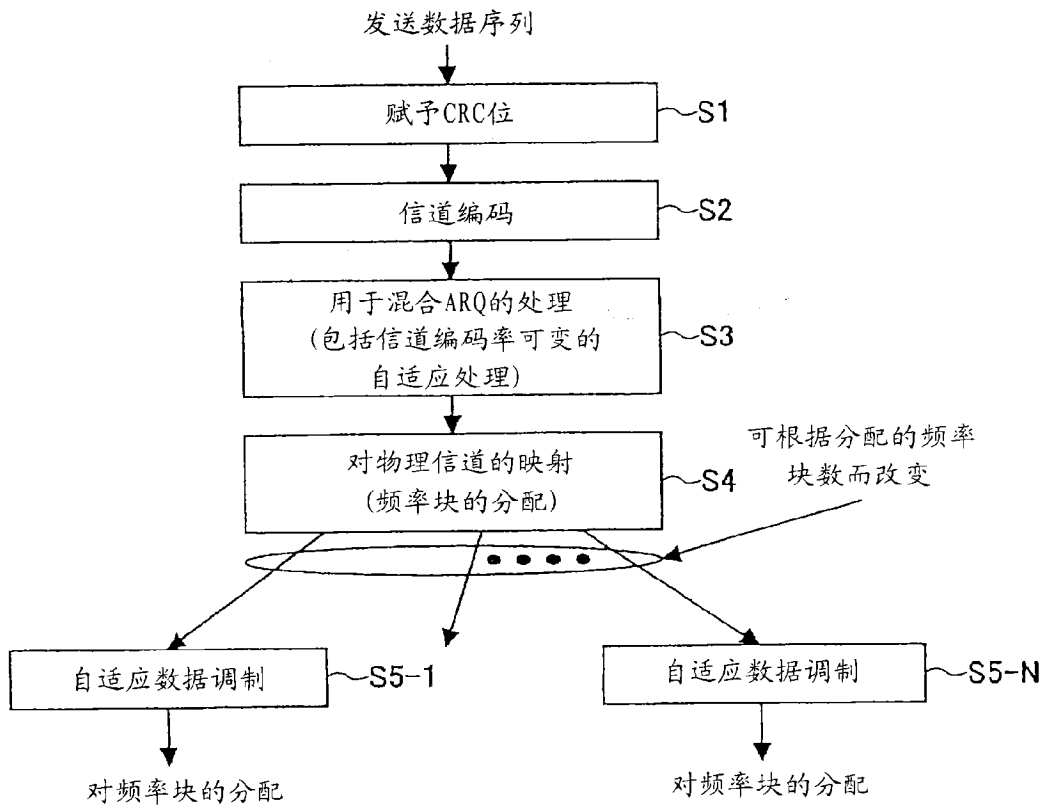 发送数据序列
赋予CRC位
S1
信道编码
S2
用于混合ARQ的处理
(包括信道编码率可变的
自适应处理)
S3
对物理信道的映射
(频率块的分配)
S4
可根据分配的频率
块数而改变
自适应数据调制
S5-1
自适应数据调制
S5-N
对频率块的分配
对频率块的分配